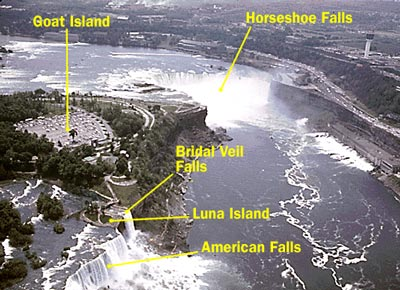 Goat Island
Horseshoe Falls
Bridal Veil
Falls
Luna Island
American Falls